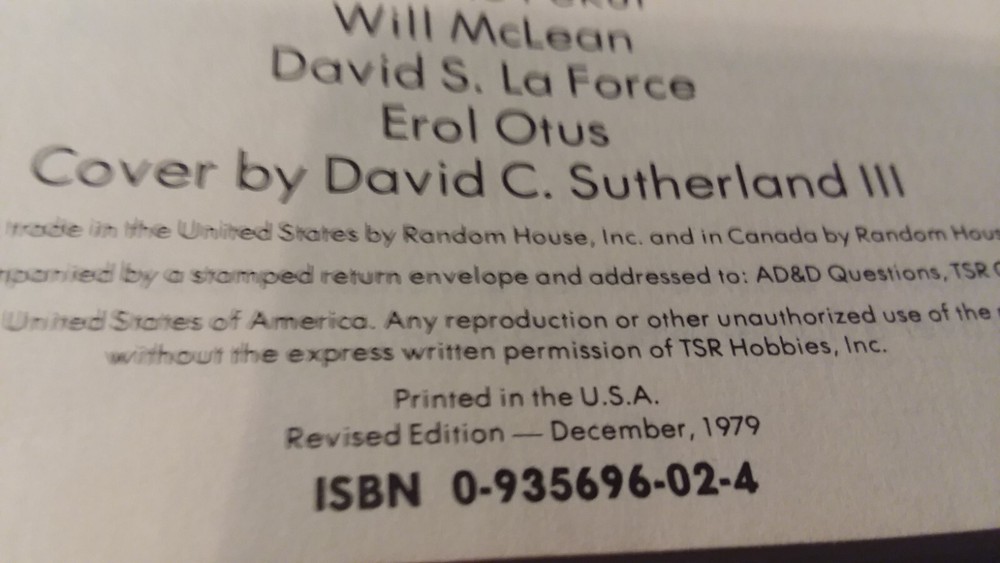 Will McLean
David S. La Force
Erol Otus
Cover by David C. Sutherland III
trade in the United States by Random House, Inc. and in Canada by Random Hous
by a stamped return envelope and addressed to: AD&D Questions, TSR
United States of America. Any reproduction or other unauthorized use of the
without the express written permission of TSR Hobbies, Inc.
Printed in the U.S.A.
Revised Edition — December, 1979
ISBN 0-935696-02-4